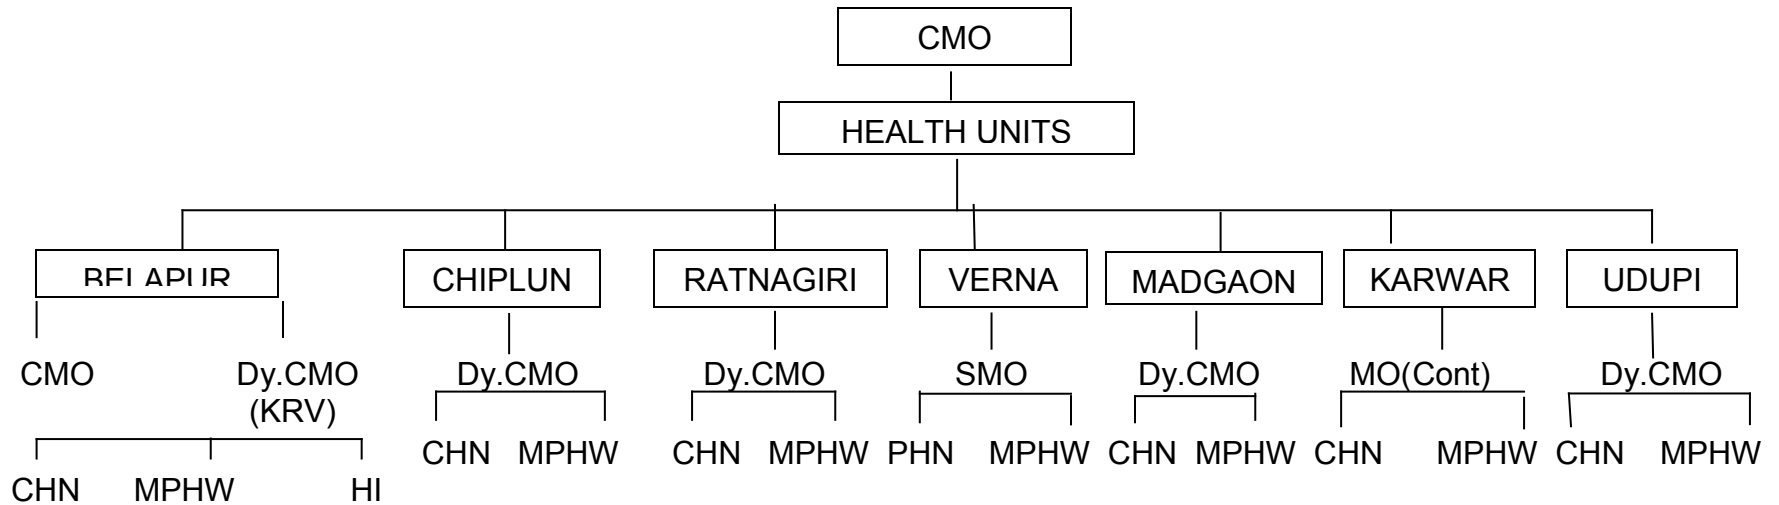 CMO
HEALTH UNITS
BELAPUR CHIPLUN RATNAGIRI VERNA MADGAON KARWAR UDUPI
CMO Dy.CMO Dy.CMO Dy.CMO SMO Dy.CMO MO(Cont) Dy.CMO
(KRV)
CHN MPHW CHN MPHW PHN MPHW CHN MPHW CHN MPHW CHN MPHW
CHN MPHW HI